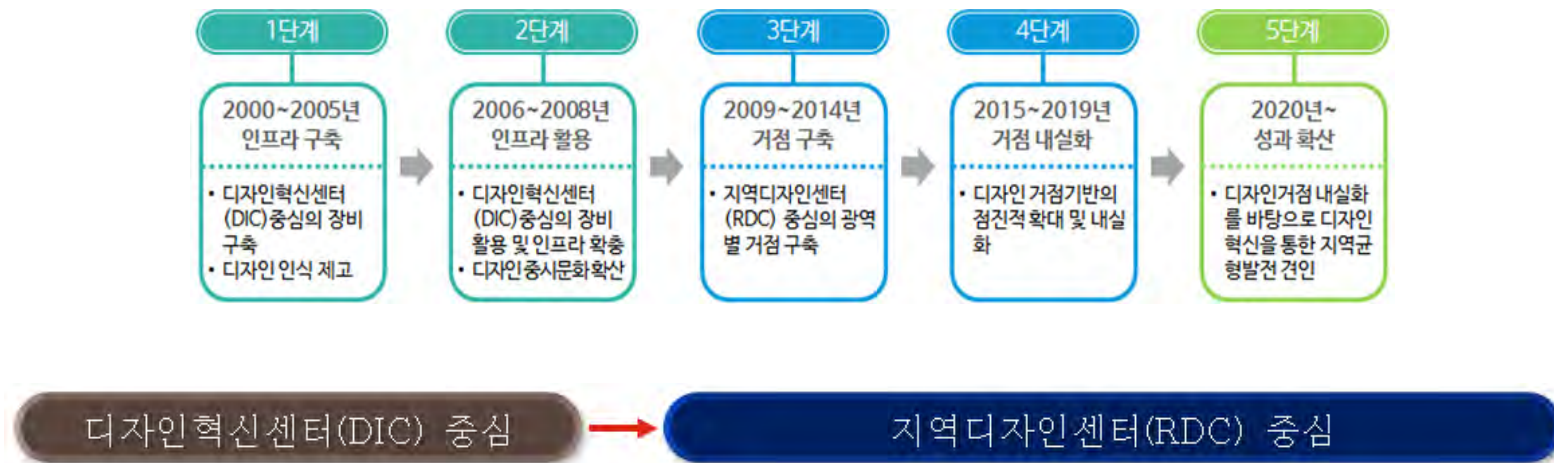 1단계
2000~2005년
인프라 구축
• 디자인혁신센터
(DIC)중심의 장비
구축
• 디자인 인식 제고
2단계
2006~2008년
인프라 활용
• 디자인혁신센터
(DIC)중심의 장비
활용 및 인프라 확충
• 디자인중시문화 확산
3단계
2009~2014년
거점 구축
• 지역디자인센터
(RDC) 중심의 광역
별 거점 구축
4단계
2015~2019년
거점 내실화
• 디자인 거점기반의
점진적 확대 및 내실
화
5단계
2020년~
성과 확산
• 디자인거점 내실화
를 바탕으로 디자인
혁신을 통한 지역균
형발전 견인
디자인혁신센터(DIC) 중심
지역디자인센터(RDC) 중심